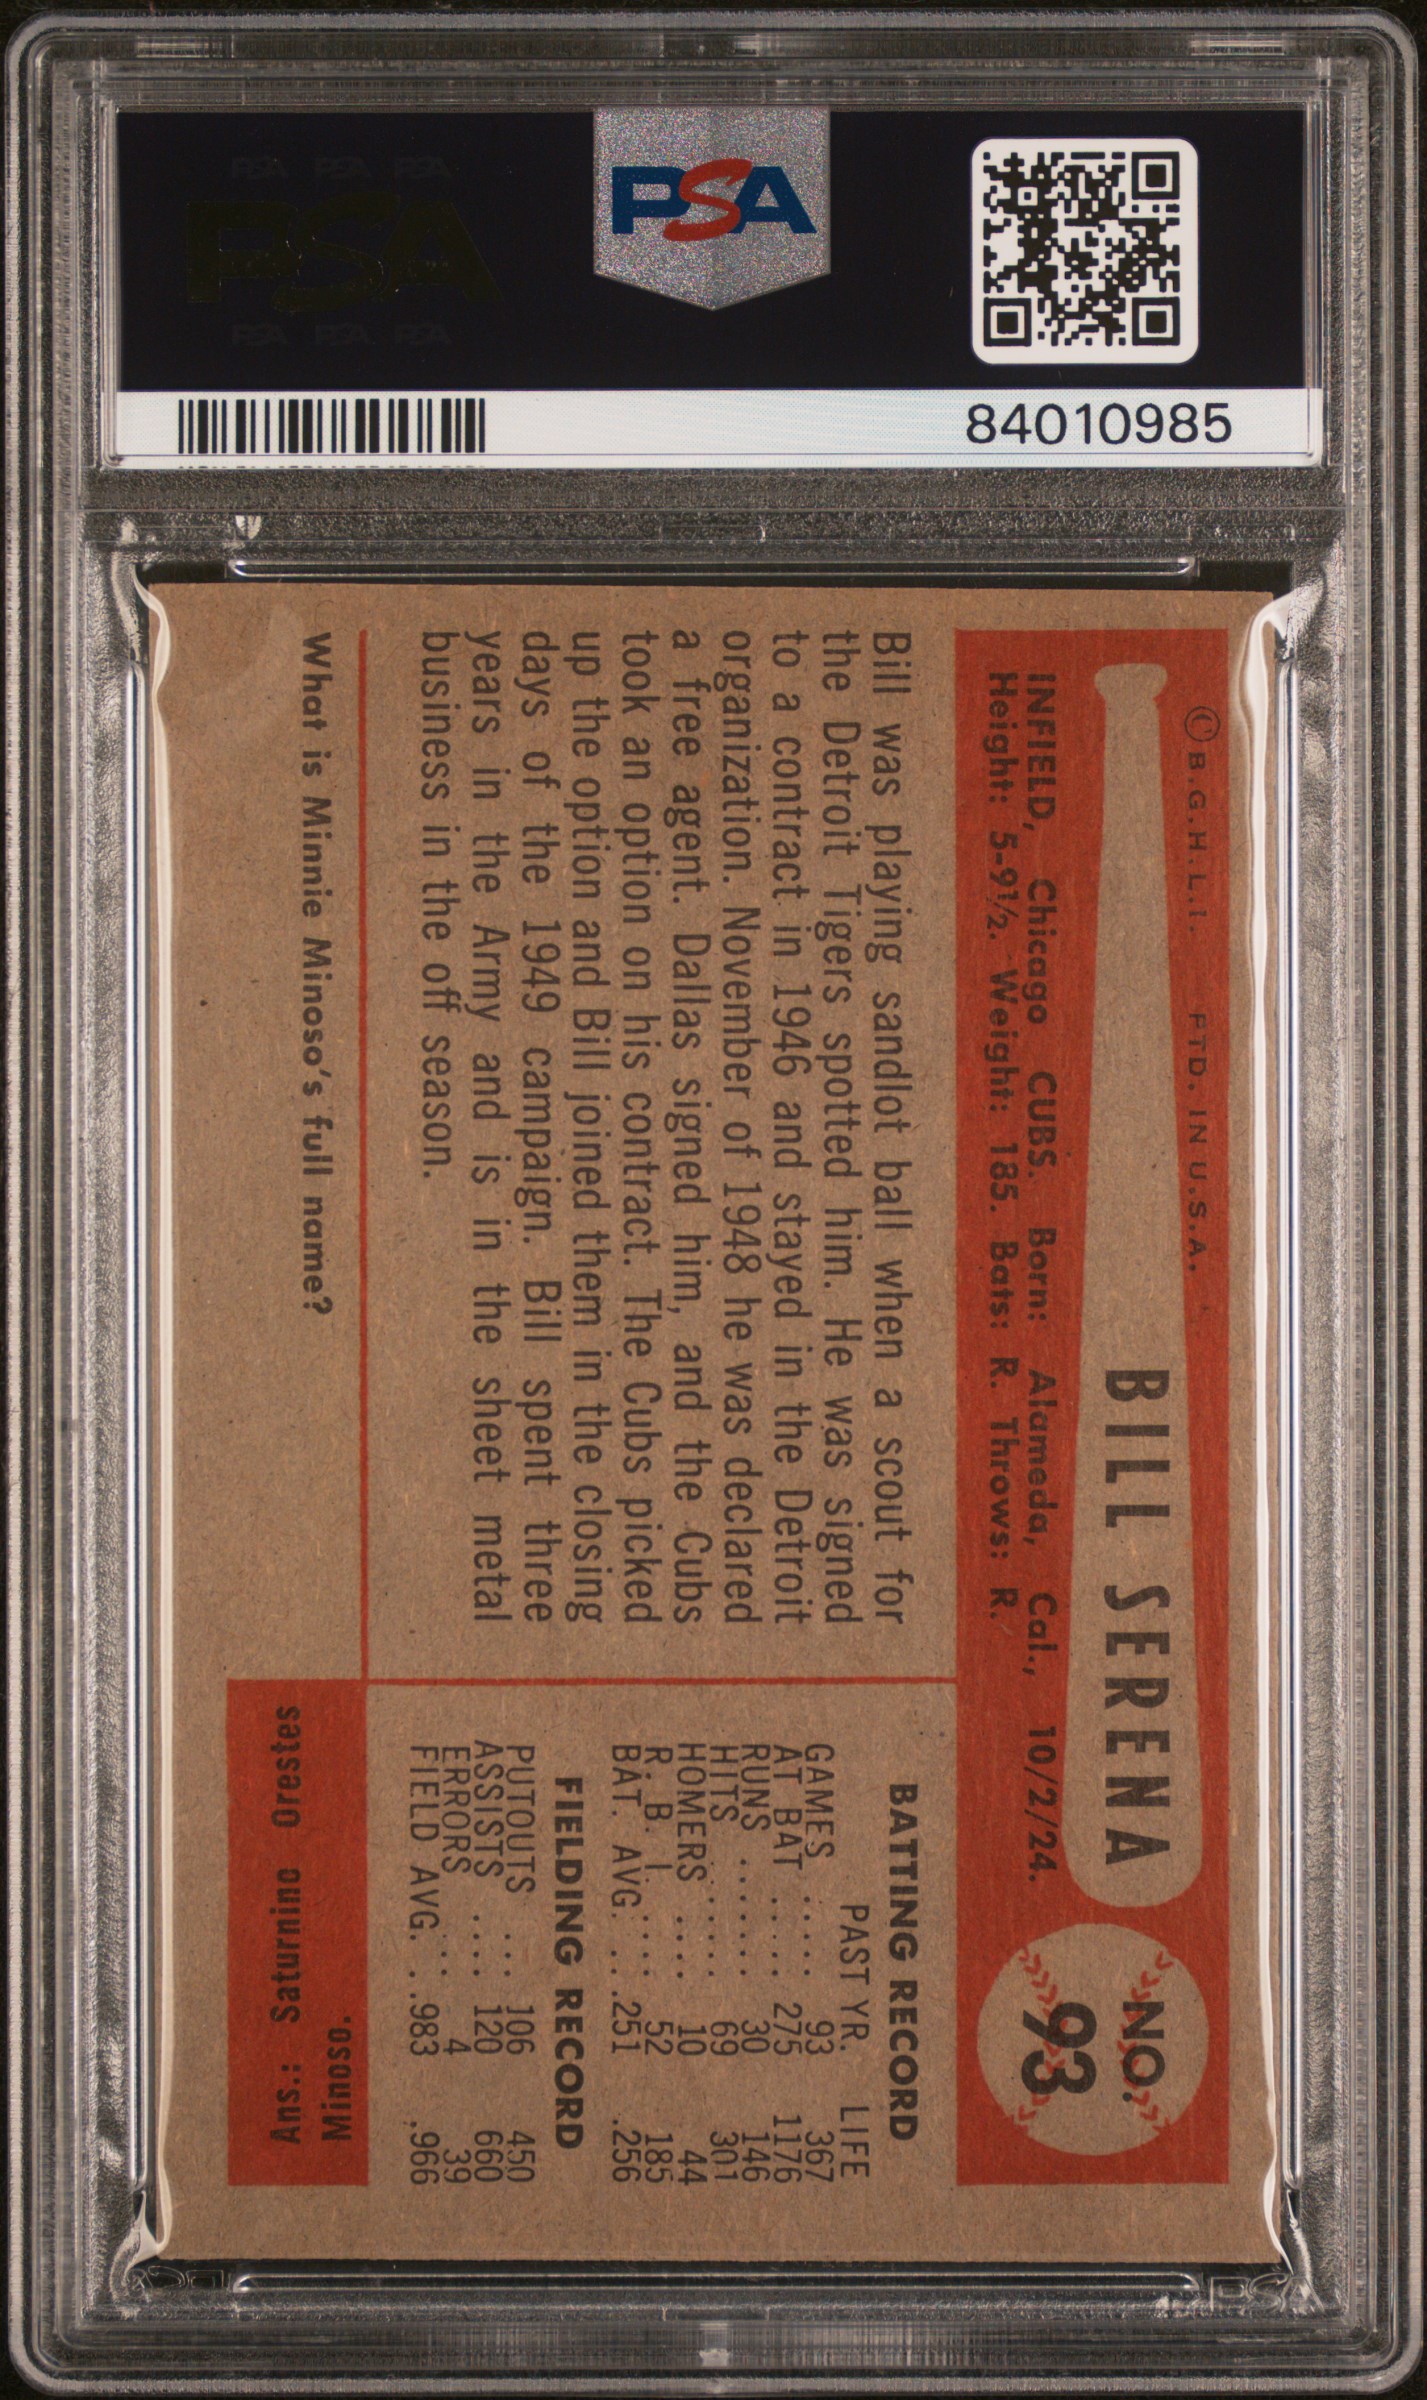 PSA PSA PSA
PSA
PSA PSA PSA
PSA
84010985
© B.G.H.L.I. PTD. IN U.S.A.
BILL SERENA
NO.
93
INFIELD, Chicago CUBS. Born: Alameda, Cal., 10/2/24.
Height: 5-9½. Weight: 185. Bats: R. Throws: R.
Bill was playing sandlot ball when a scout for
the Detroit Tigers spotted him. He was signed
to a contract in 1946 and stayed in the Detroit
organization. November of 1948 he was declared
a free agent. Dallas signed him, and the Cubs
took an option on his contract. The Cubs picked
up the option and Bill joined them in the closing
days of the 1949 campaign. Bill spent three
years in the Army and is in the sheet metal
business in the off season.
BATTING RECORD
PAST YR. LIFE
GAMES ..... 93 367
AT BAT ..... 275 1176
RUNS ...... 30 146
HITS ...... 69 301
HOMERS .... 10 44
R. B. I. .... 52 185
BAT. AVG. .. .251 .256
FIELDING RECORD
PUTOUTS ... 106 450
ASSISTS .... 120 660
ERRORS .... 4 39
FIELD AVG. .. .983 .966
What is Minnie Minoso's full name?
Ans.: Saturnino Orestes
Minoso.
PSA